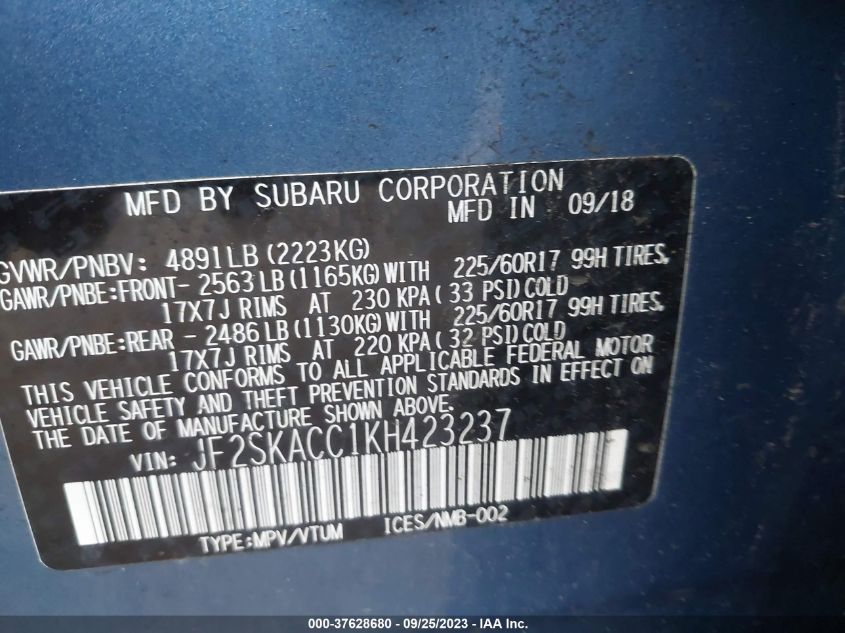 MFD BY SUBARU CORPORATION
MFD IN 09/18
GVWR/PNBV: 4891LB (2223KG)
GAWR/PNBE:FRONT- 2563LB(1165KG)WITH 225/60R17 99H TIRES,
17X7J RIMS AT 230 KPA( 33 PSI)COLD
GAWR/PNBE:REAR - 2486LB(1130KG)WITH 225/60R17 99H TIRES,
17X7J RIMS AT 220 KPA( 32 PSI)COLD
THIS VEHICLE CONFORMS TO ALL APPLICABLE FEDERAL MOTOR
VEHICLE SAFETY AND THEFT PREVENTION STANDARDS IN EFFECT ON
THE DATE OF MANUFACTURE SHOWN ABOVE.
VIN: JF2SKACC1KH423237
TYPE:MPV/VTUM ICES/NMB-002
000-37628680 - 09/25/2023 - IAA, Inc.